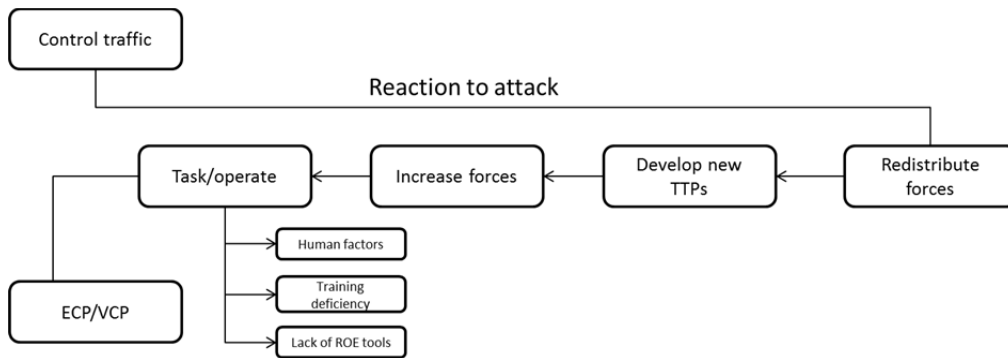 Control traffic
Reaction to attack
Task/operate
Increase forces
Develop new
TTPs
Redistribute
forces
Human factors
Training
deficiency
Lack of ROE tools
ECP/VCP